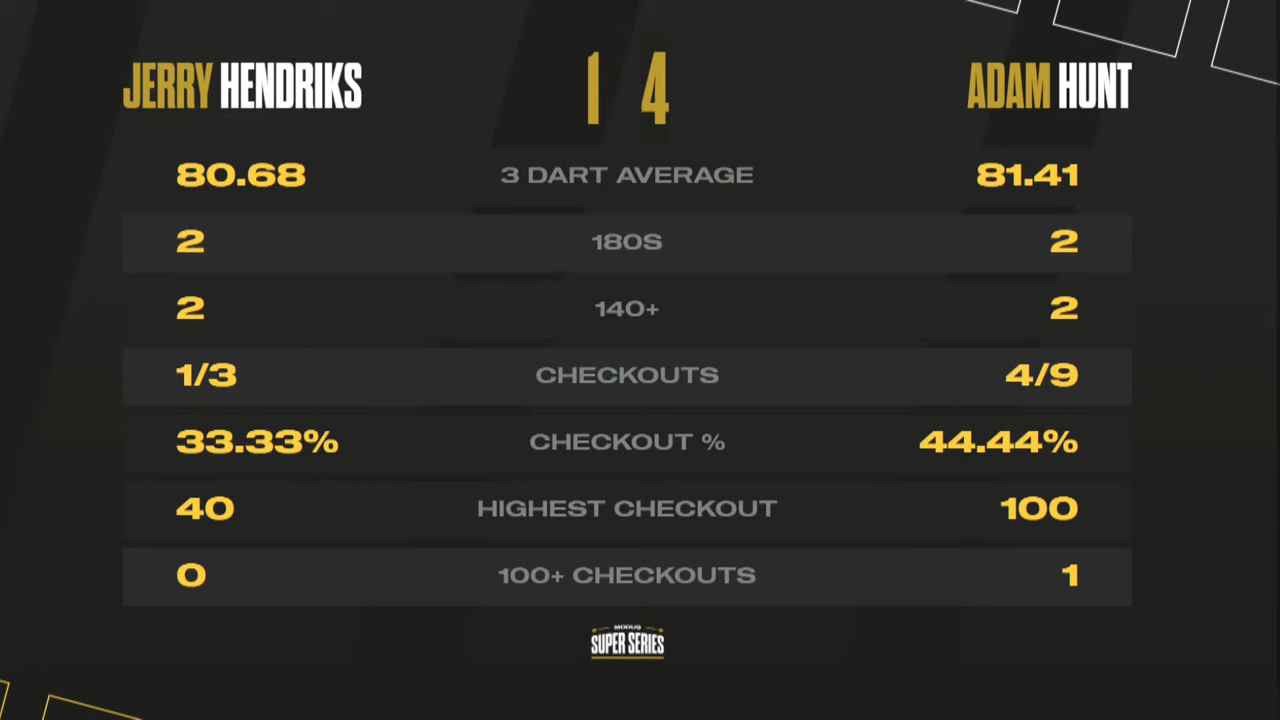 JERRY HENDRIKS 1 4 ADAM HUNT
80.68 3 DART AVERAGE 81.41
2 180S 2
2 140+ 2
1/3 CHECKOUTS 4/9
33.33% CHECKOUT % 44.44%
40 HIGHEST CHECKOUT 100
0 100+ CHECKOUTS 1
MODUS
SUPER SERIES